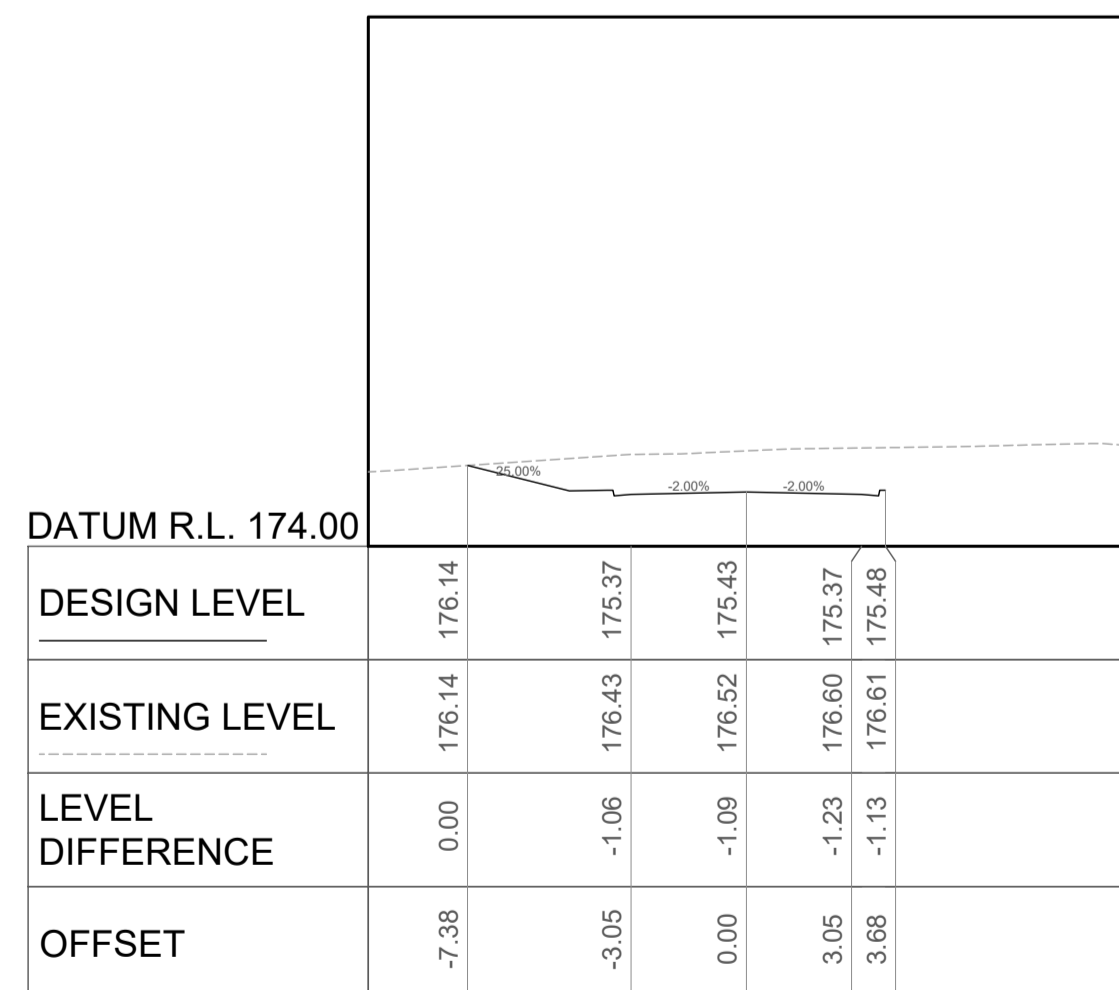 25.00%
-2.00% -2.00%
DATUM R.L. 174.00
DESIGN LEVEL 176.14 175.37 175.43 175.37 175.48
EXISTING LEVEL 176.14 176.43 176.52 176.60 176.61
LEVEL
DIFFERENCE 0.00 -1.06 -1.09 -1.23 -1.13
OFFSET -7.38 -3.05 0.00 3.05 3.68